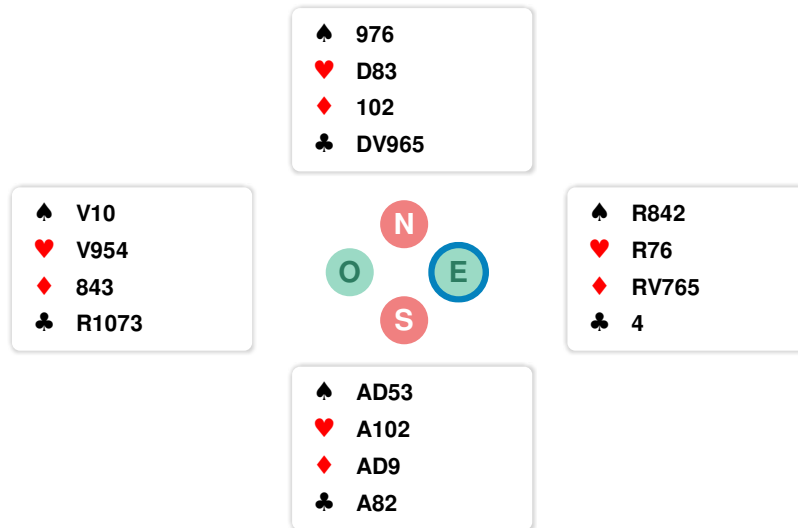 ♠ 976
♥ D83
♦ 102
♣ DV965
♠ V10
♥ V954
♦ 843
♣ R1073
N
O E
S
♠ R842
♥ R76
♦ RV765
♣ 4
♠ AD53
♥ A102
♦ AD9
♣ A82